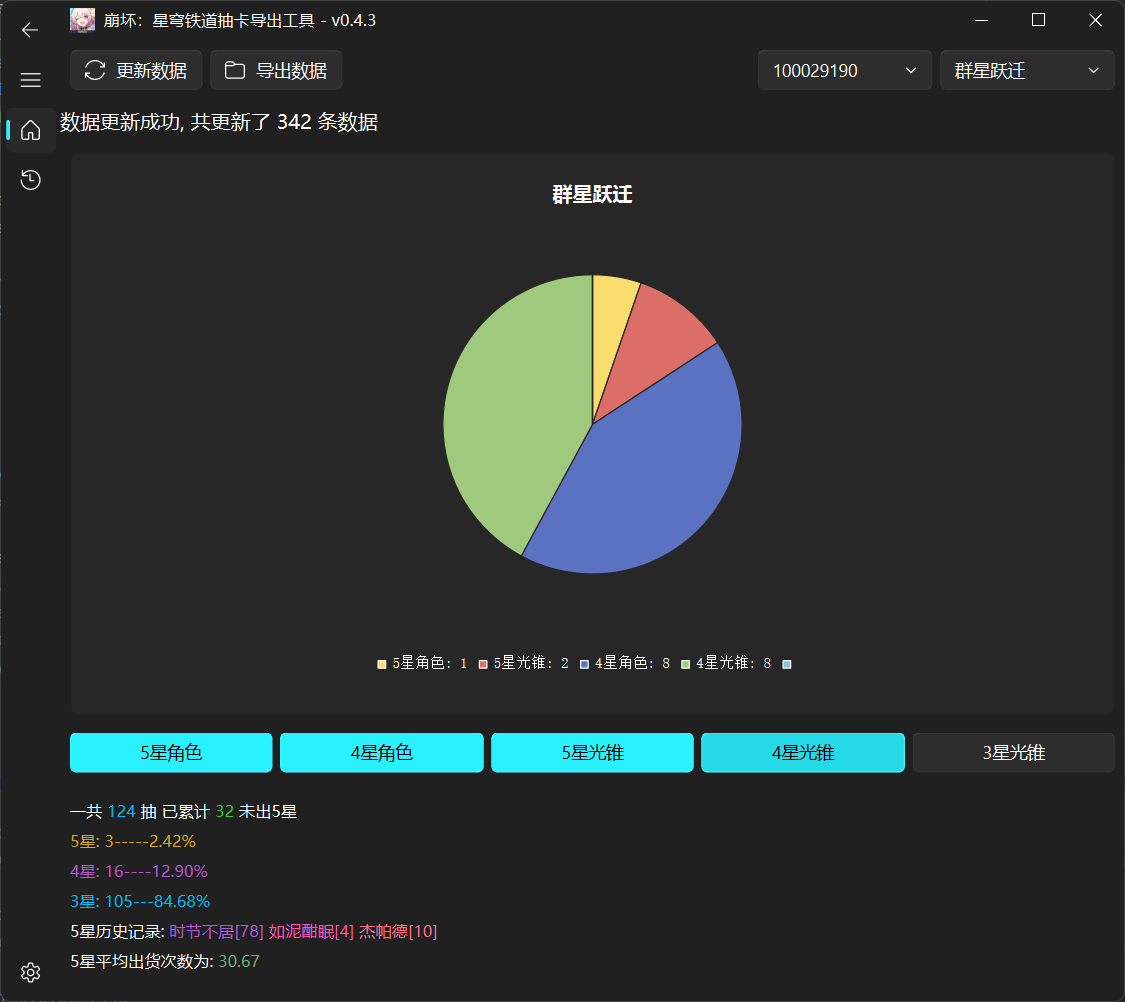 崩坏：星穹铁道抽卡导出工具 - v0.4.3
更新数据 导出数据 100029190 群星跃迁
数据更新成功, 共更新了 342 条数据
群星跃迁
5星角色: 1 5星光锥: 2 4星角色: 8 4星光锥: 8
5星角色 4星角色 5星光锥 4星光锥 3星光锥
一共 124 抽 已累计 32 未出5星
5星: 3-----2.42%
4星: 16----12.90%
3星: 105---84.68%
5星历史记录: 时节不居[78] 如泥酣眠[4] 杰帕德[10]
5星平均出货次数为: 30.67